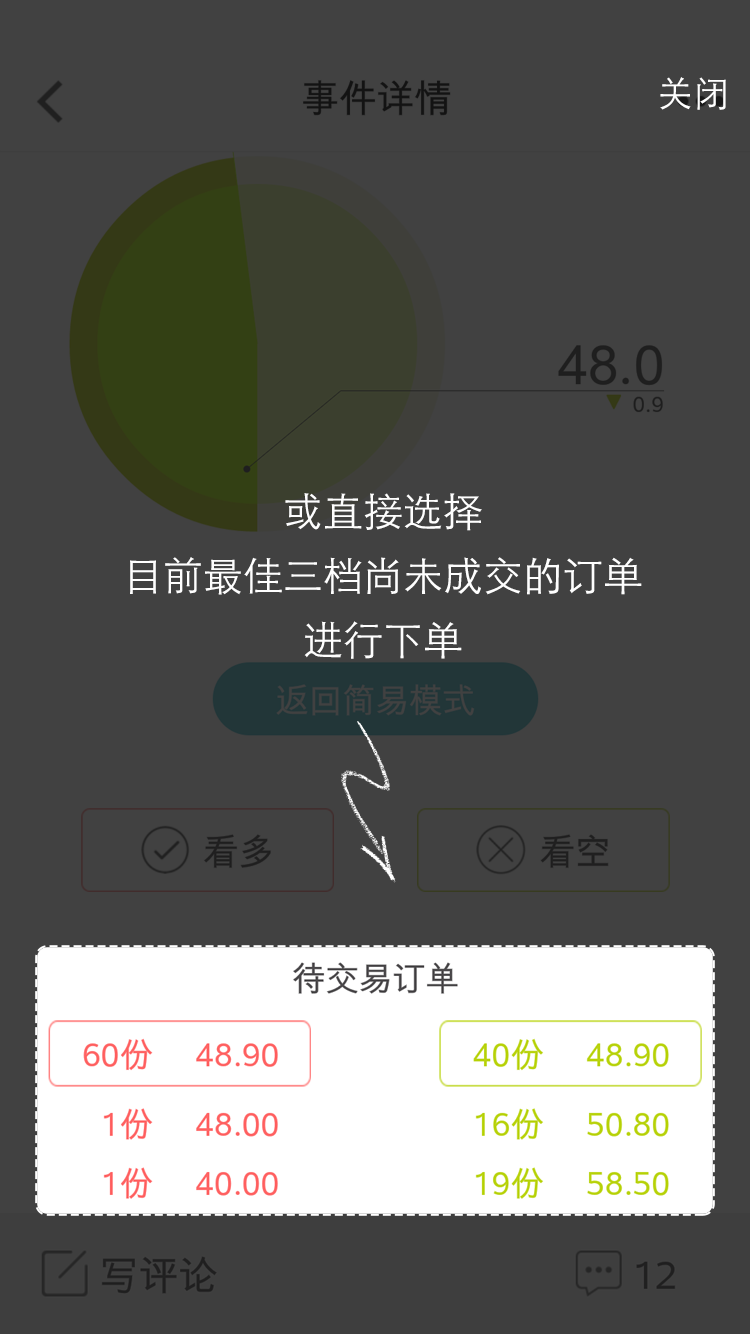 事件详情
关闭
48.0
0.9
或直接选择
目前最佳三档尚未成交的订单
进行下单
返回简易模式
看多 看空
待交易订单
60份 48.90 40份 48.90
1份 48.00 16份 50.80
1份 40.00 19份 58.50
写评论 12